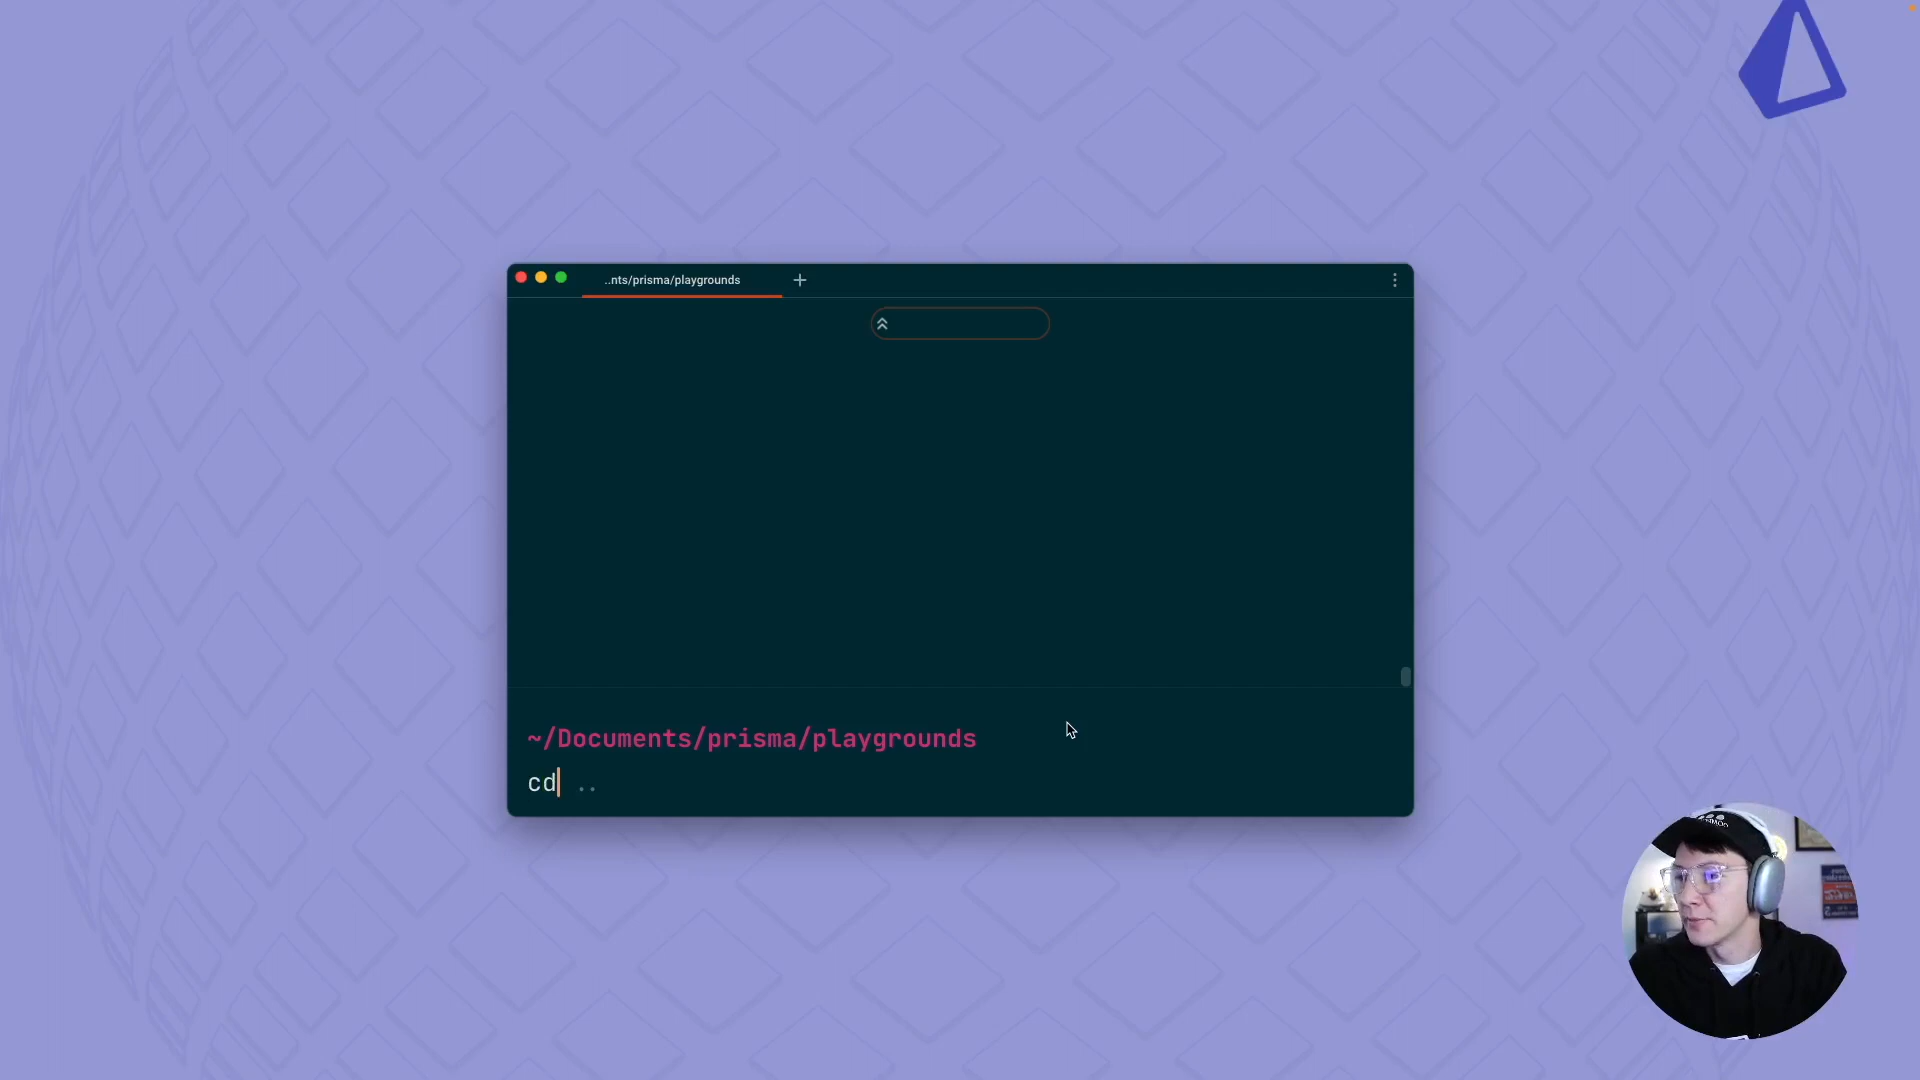 ..nts/prisma/playgrounds
~/Documents/prisma/playgrounds
cd ..